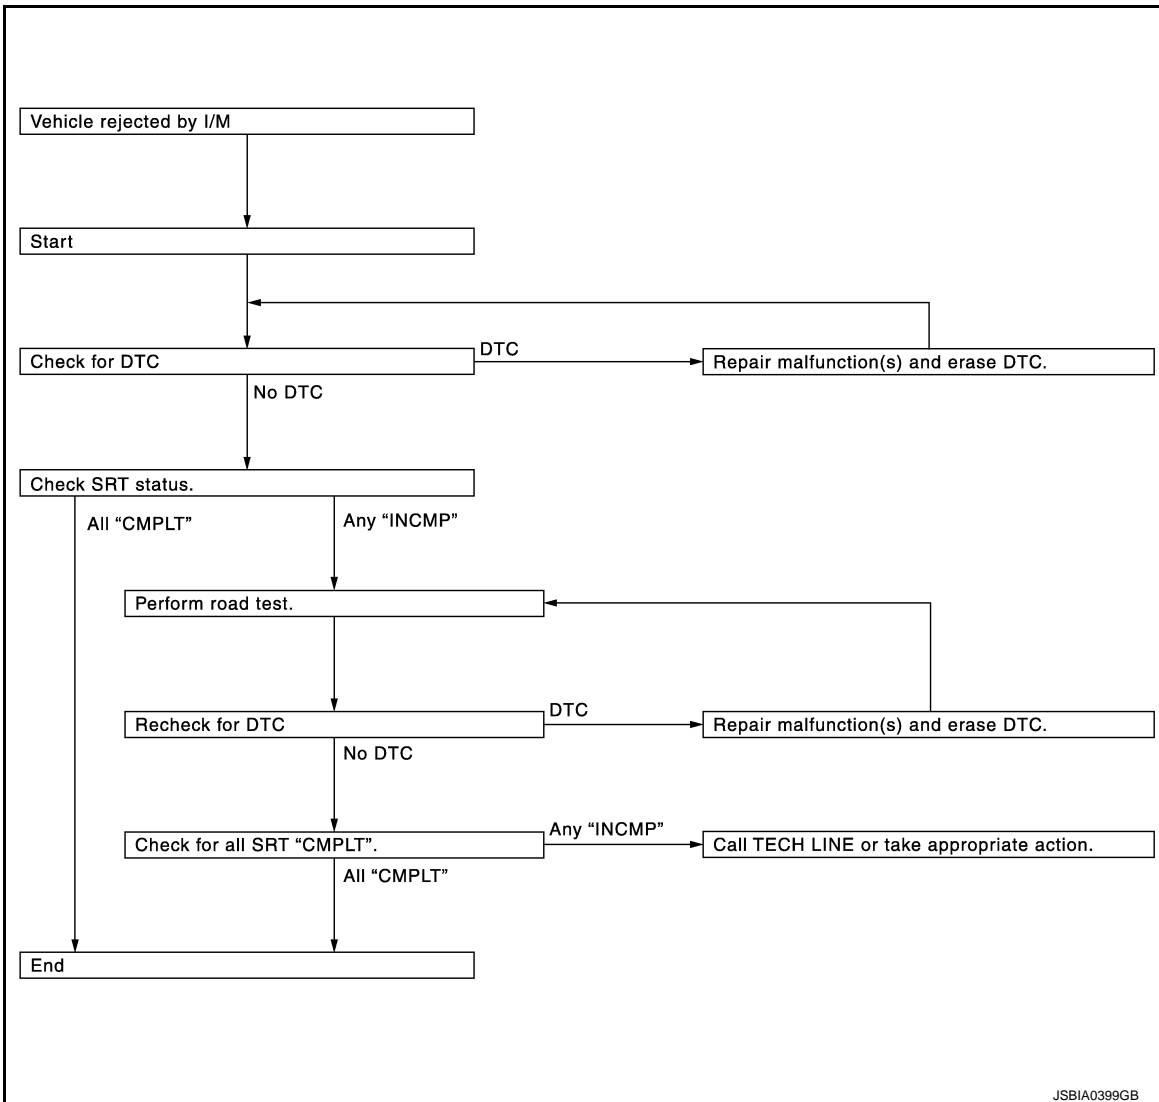 Vehicle rejected by I/M
Start
Check for DTC
DTC
Repair malfunction(s) and erase DTC.
No DTC
Check SRT status.
All “CMPLT”
Any “INCMP”
Perform road test.
Recheck for DTC
DTC
Repair malfunction(s) and erase DTC.
No DTC
Check for all SRT “CMPLT”.
Any “INCMP”
Call TECH LINE or take appropriate action.
All “CMPLT”
End
JSBIA0399GB